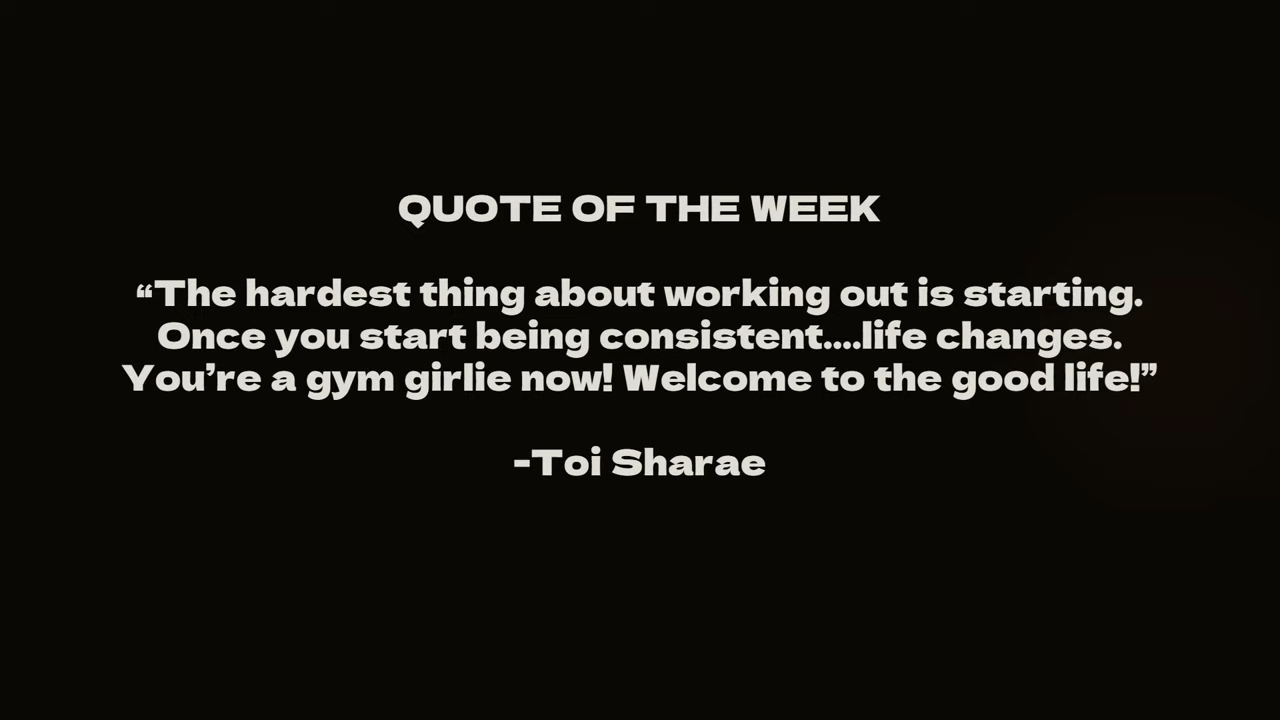 QUOTE OF THE WEEK
“The hardest thing about working out is starting.
Once you start being consistent....life changes.
You’re a gym girlie now! Welcome to the good life!”
-Toi Sharae